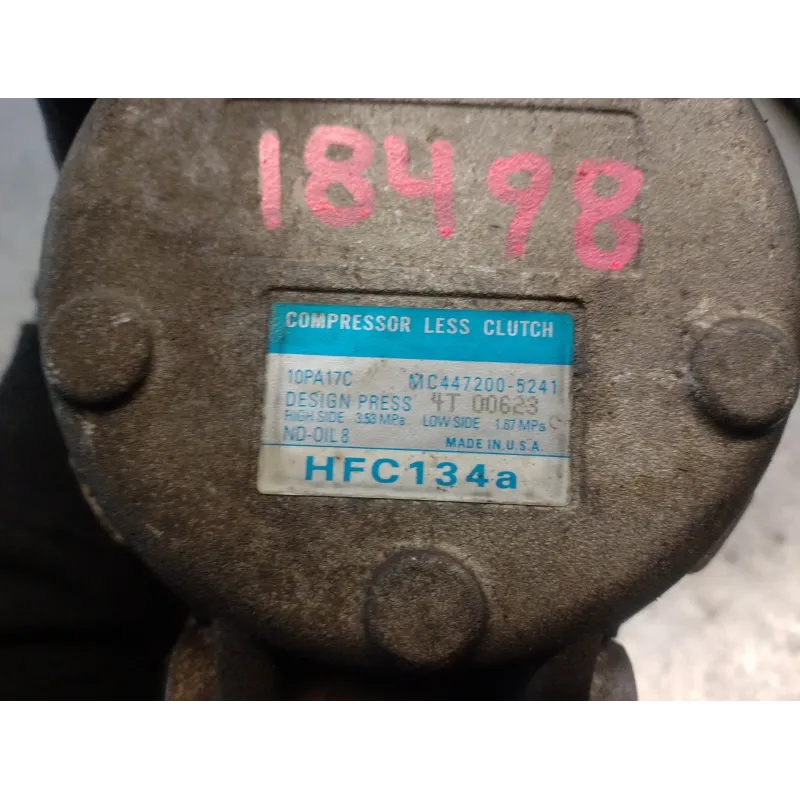 18498
COMPRESSOR LESS CLUTCH
10PA17C MC447200-5241
DESIGN PRESS 4T 00623
HIGH SIDE 3.53 MPa LOW SIDE 1.67 MPa
ND-OIL 8 MADE IN U.S.A.
HFC134a